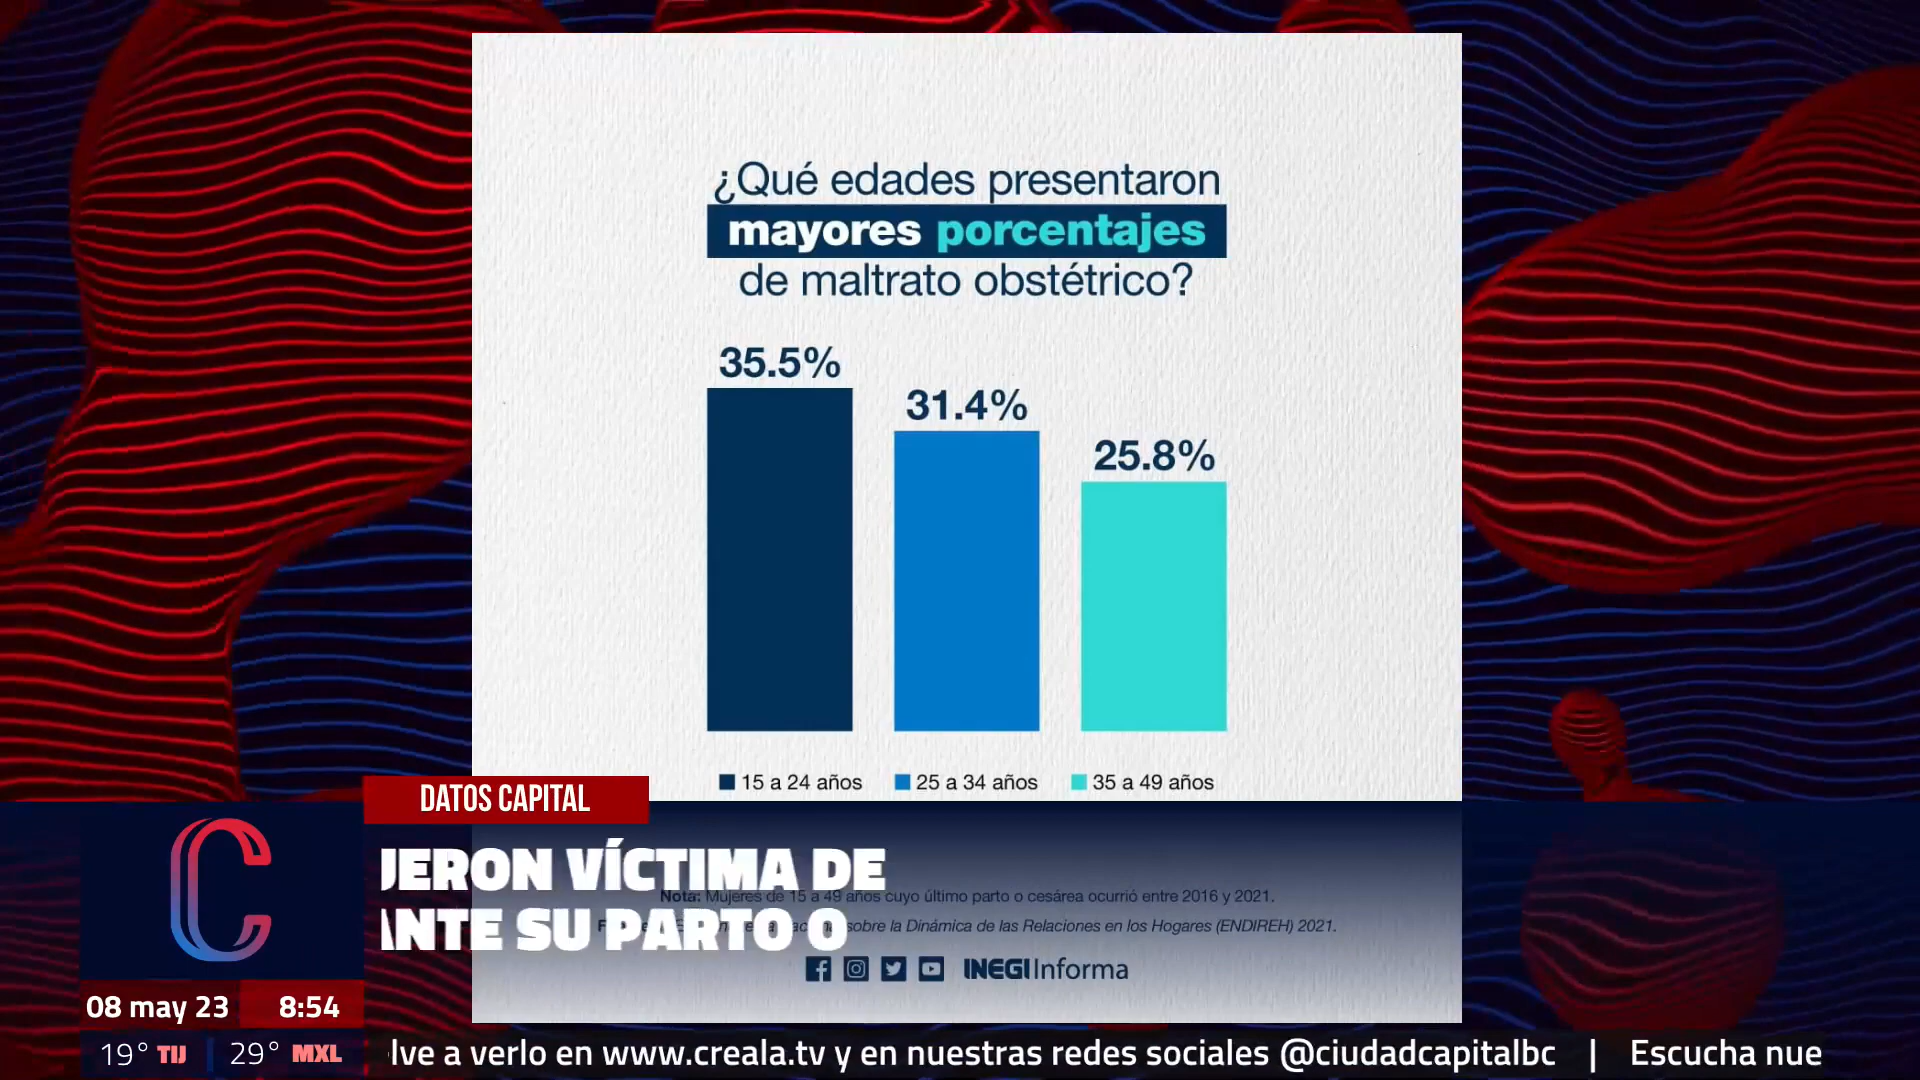 ¿Qué edades presentaron
mayores porcentajes
de maltrato obstétrico?
35.5%
31.4%
25.8%
15 a 24 años
25 a 34 años
35 a 49 años
DATOS CAPITAL
VÍCTIMA DE
SU PARTO O
Nota: Mujeres de 15 a 49 años cuyo último parto o cesárea ocurrió entre 2016 y 2021.
sobre la Dinámica de las Relaciones en los Hogares (ENDIREH) 2021.
INEGI Informa
C
08 may 23
8:54
19° TIJ
29° MXL
lve a verlo en www.creala.tv y en nuestras redes sociales @ciudadcapitalbc | Escucha nue